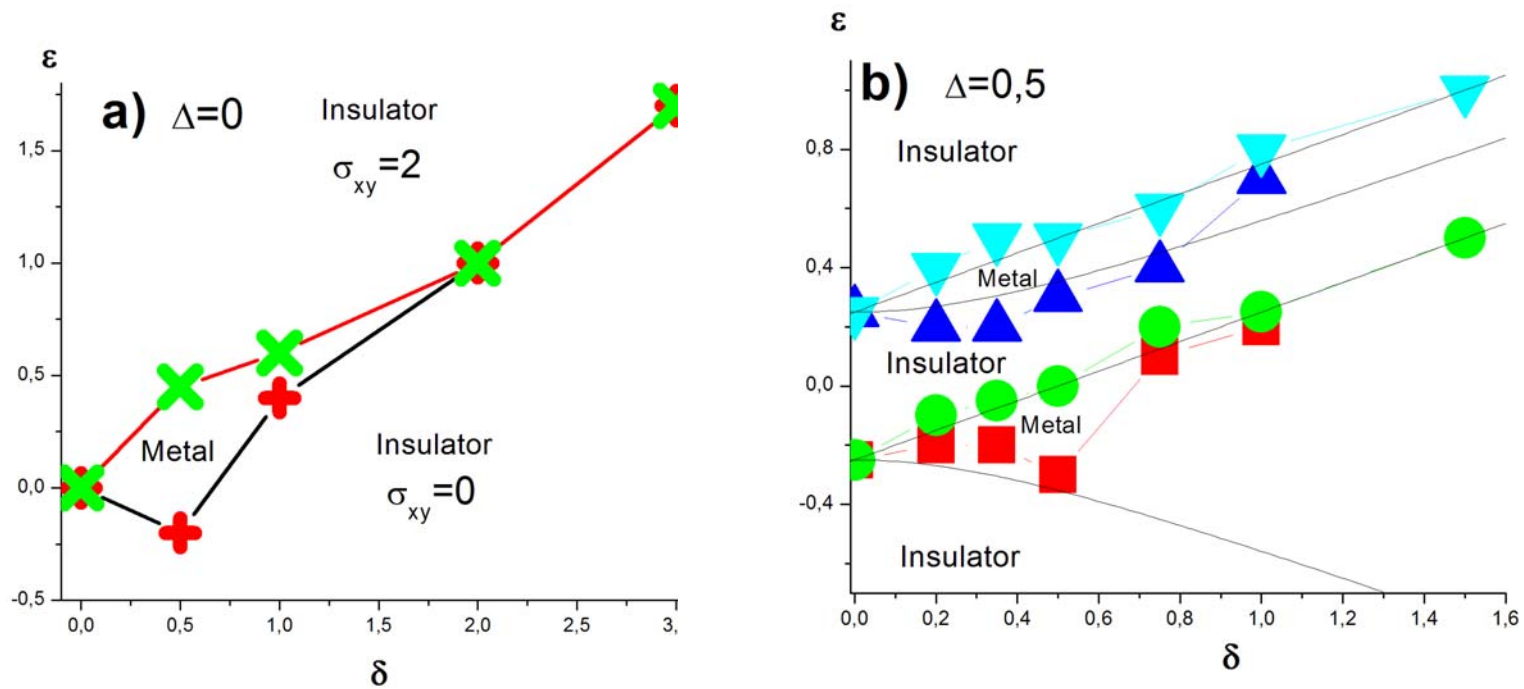 ε
a) Δ=0
Insulator
σxy=2
1,5
1,0
0,5
0,0
-0,5
Metal
Insulator
σxy=0
0,0 0,5 1,0 1,5 2,0 2,5 3,
δ
ε
b) Δ=0,5
Insulator
0,8
0,4
0,0
-0,4
Metal
Insulator
Metal
Insulator
0,0 0,2 0,4 0,6 0,8 1,0 1,2 1,4 1,6
δ